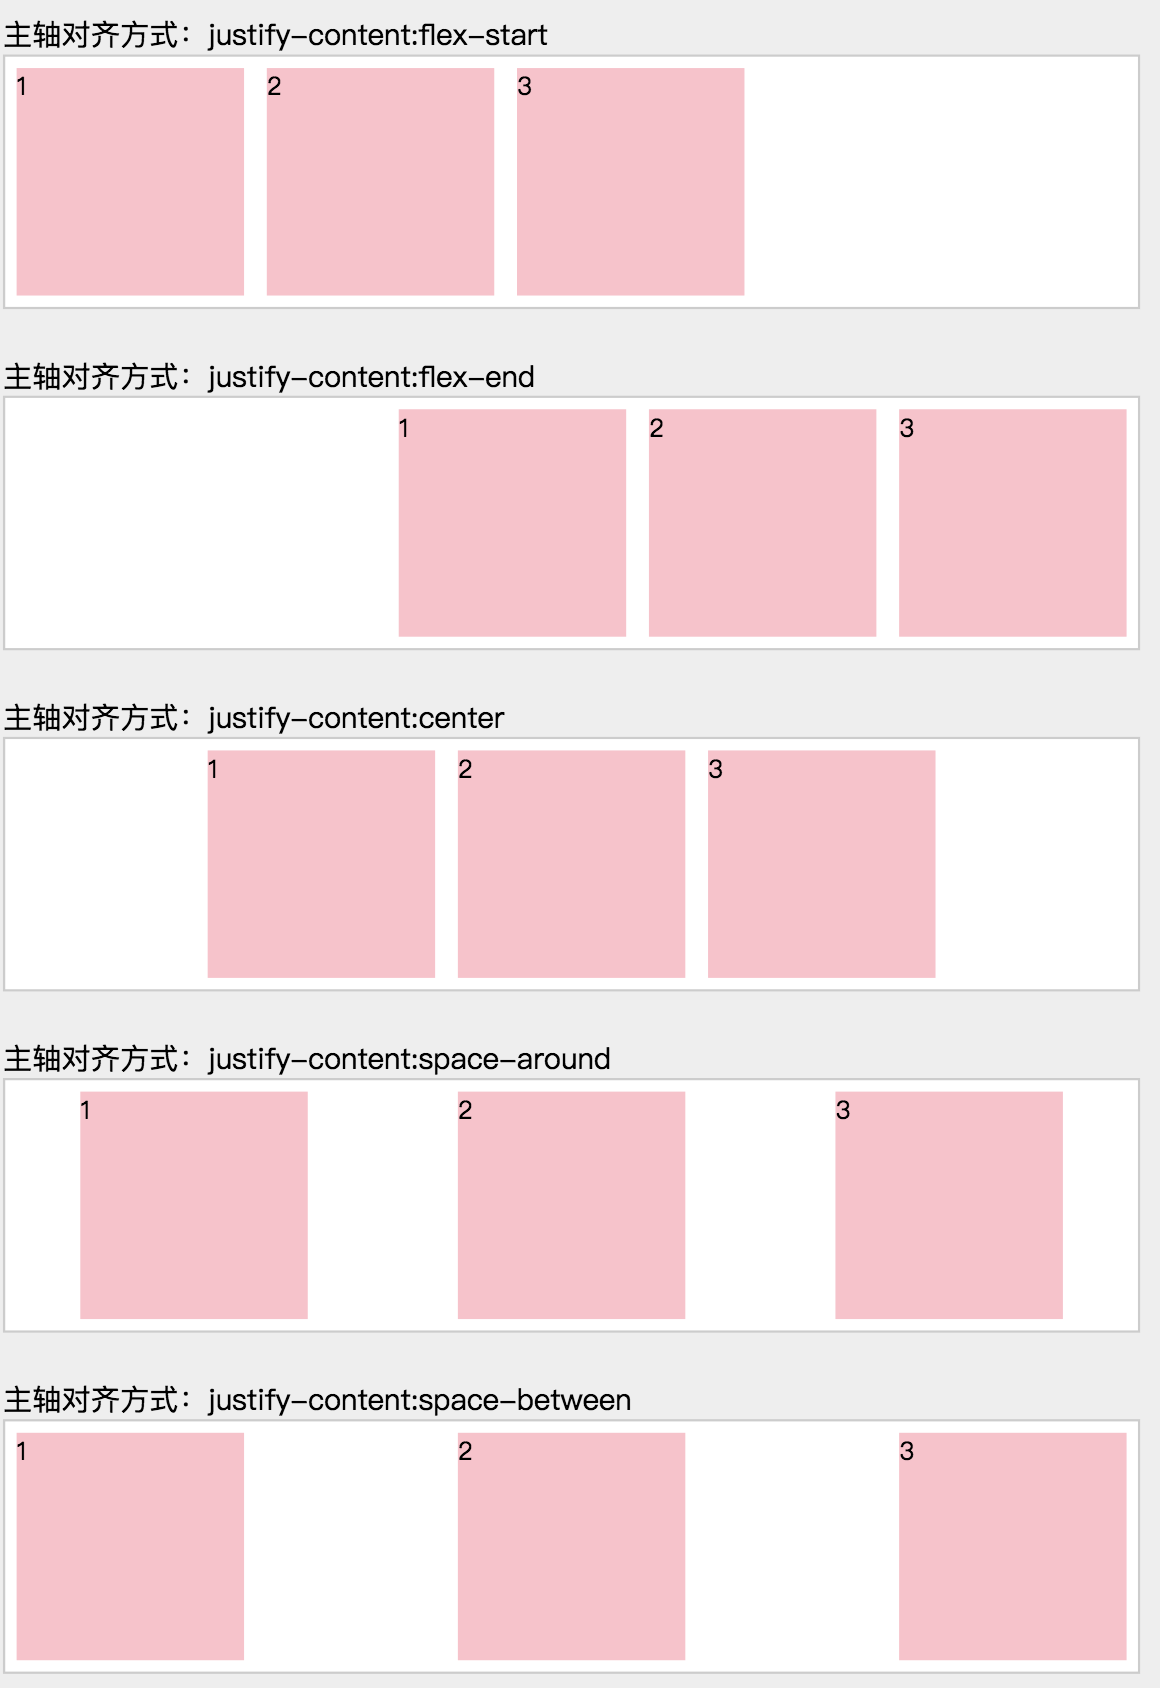 主轴对齐方式：justify-content:flex-start
1 2 3
主轴对齐方式：justify-content:flex-end
1 2 3
主轴对齐方式：justify-content:center
1 2 3
主轴对齐方式：justify-content:space-around
1 2 3
主轴对齐方式：justify-content:space-between
1 2 3